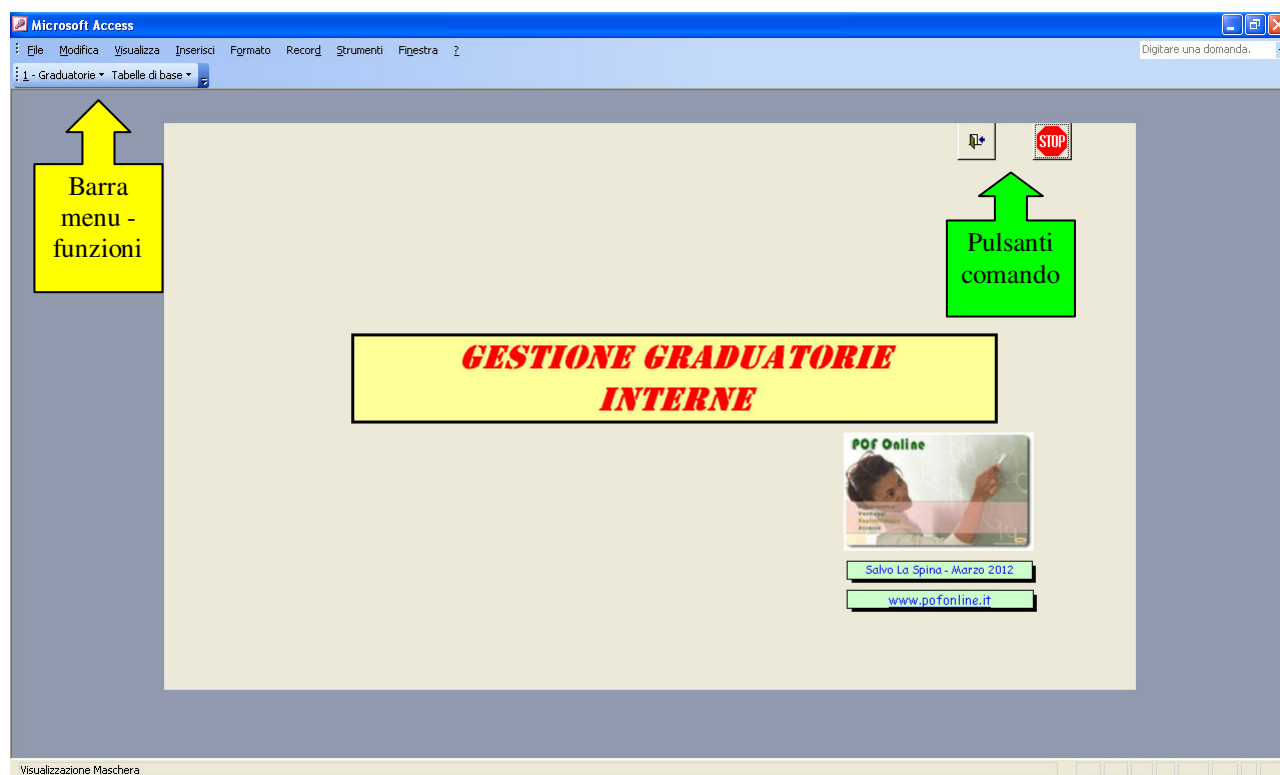 Microsoft Access
File Modifica Visualizza Inserisci Formato Record Strumenti Finestra ?
Digitare una domanda.
1 - Graduatorie Tabelle di base
STOP
Barra
menu -
funzioni
Pulsanti
comando
GESTIONE GRADUATORIE
INTERNE
POF Online
Salvo La Spina - Marzo 2012
www.pofonline.it
Visualizzazione Maschera